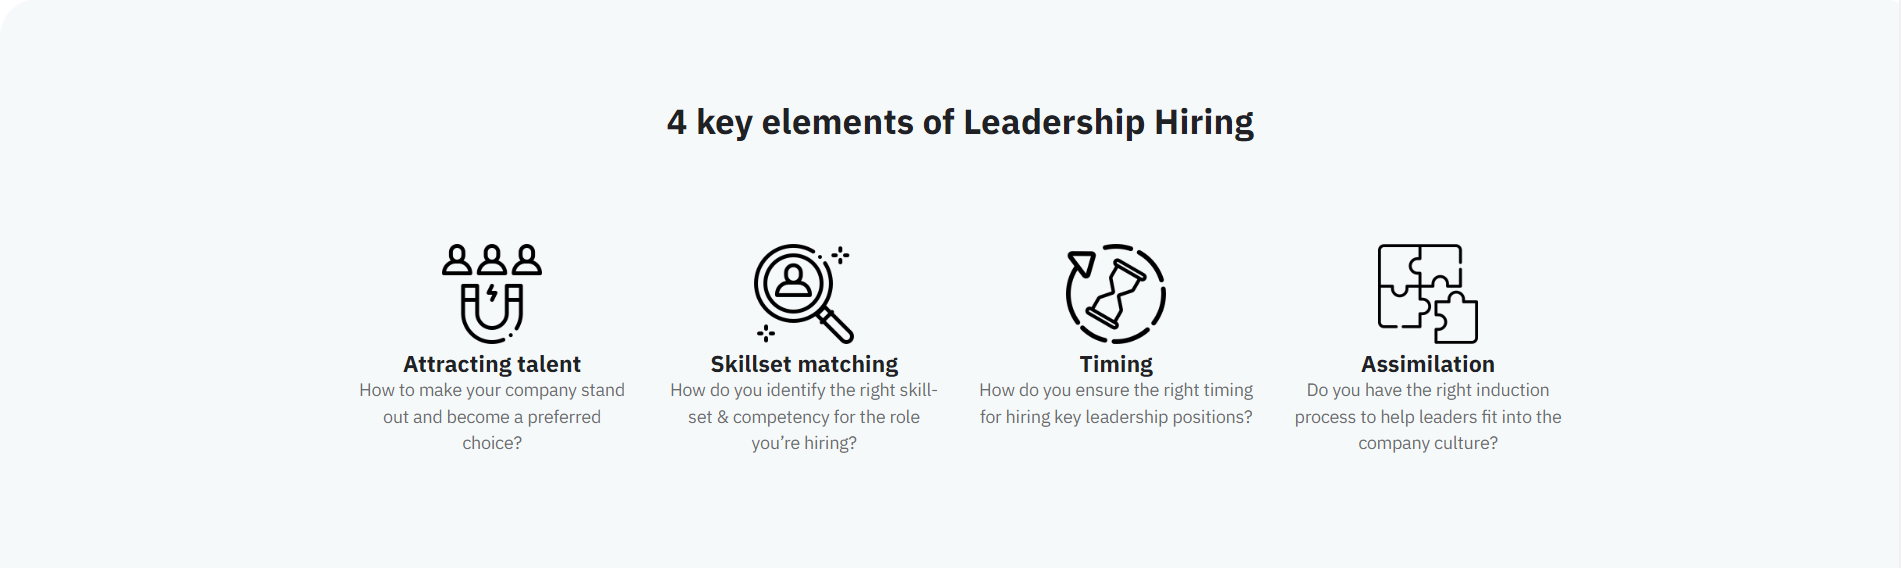 4 key elements of Leadership Hiring
Attracting talent
How to make your company stand
out and become a preferred
choice?
Skillset matching
How do you identify the right skill-
set & competency for the role
you’re hiring?
Timing
How do you ensure the right timing
for hiring key leadership positions?
Assimilation
Do you have the right induction
process to help leaders fit into the
company culture?